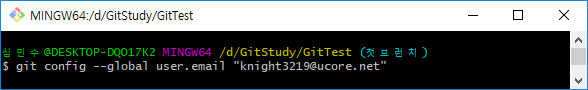 MINGW64:/d/GitStudy/GitTest
심민수@DESKTOP-DQO17K2 MINGW64 /d/GitStudy/GitTest (첫브런치)
$ git config --global user.email "knight3219@ucore.net"